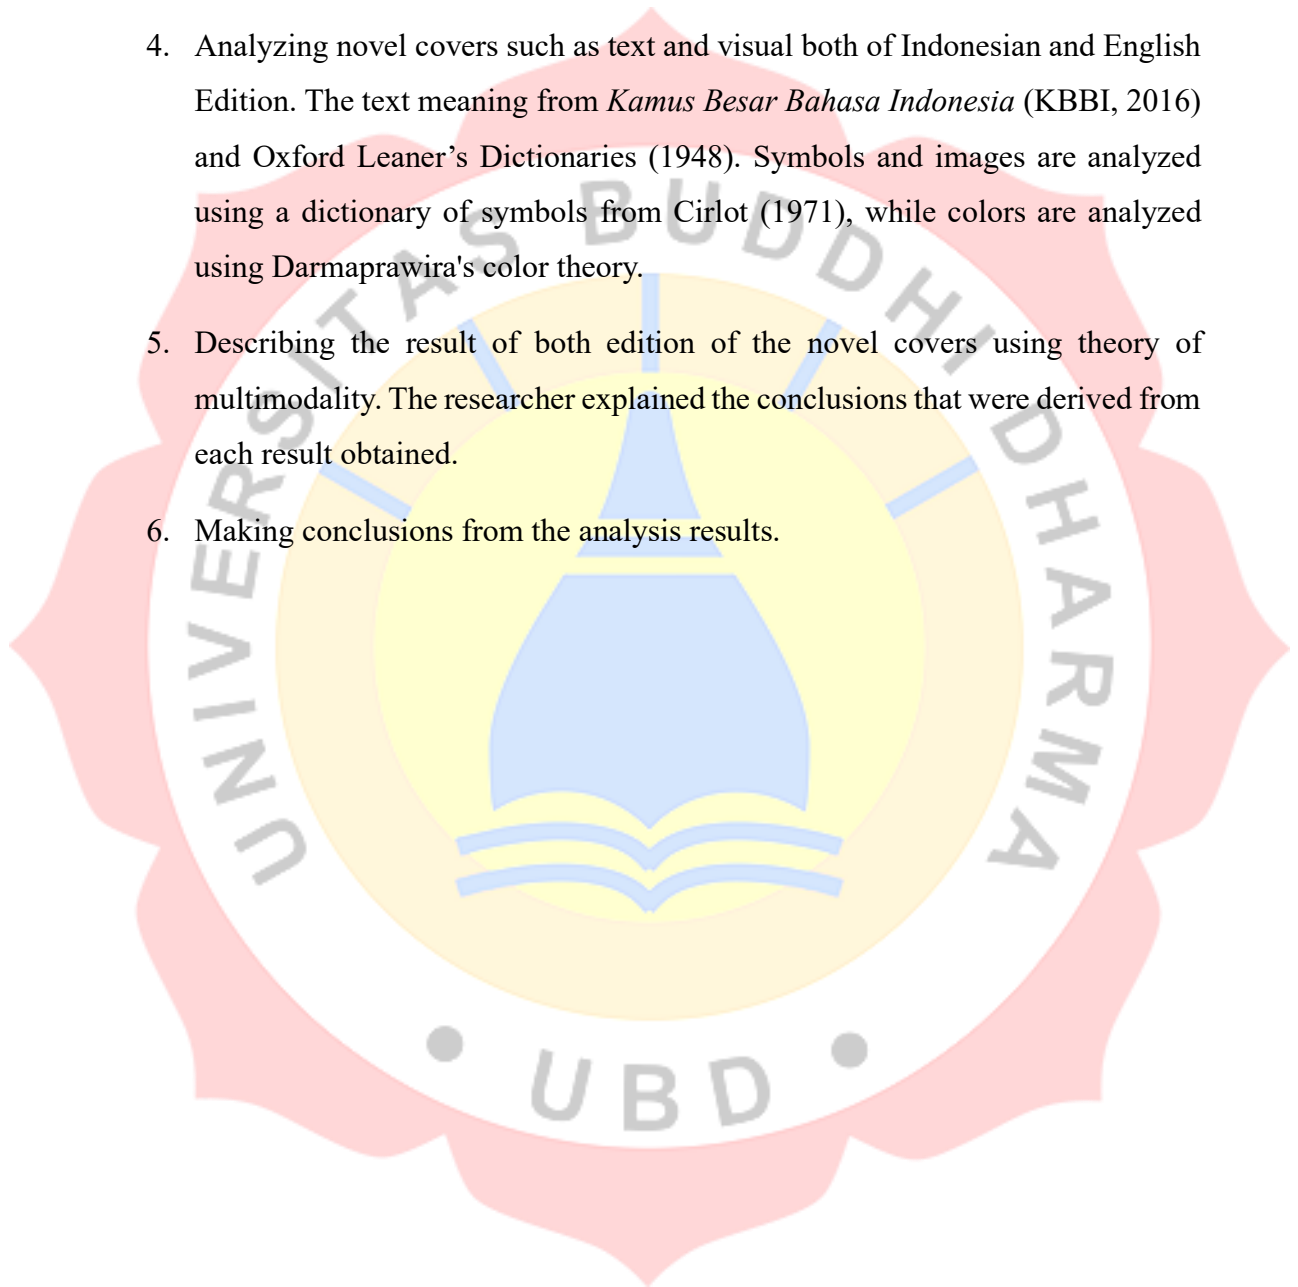 4. Analyzing novel covers such as text and visual both of Indonesian and English
Edition. The text meaning from Kamus Besar Bahasa Indonesia (KBBI, 2016)
and Oxford Leaner’s Dictionaries (1948). Symbols and images are analyzed
using a dictionary of symbols from Cirlot (1971), while colors are analyzed
using Darmaprawira's color theory.
5. Describing the result of both edition of the novel covers using theory of
multimodality. The researcher explained the conclusions that were derived from
each result obtained.
6. Making conclusions from the analysis results.
UNIVERSITAS BUDDHI DHARMA
• UBD •